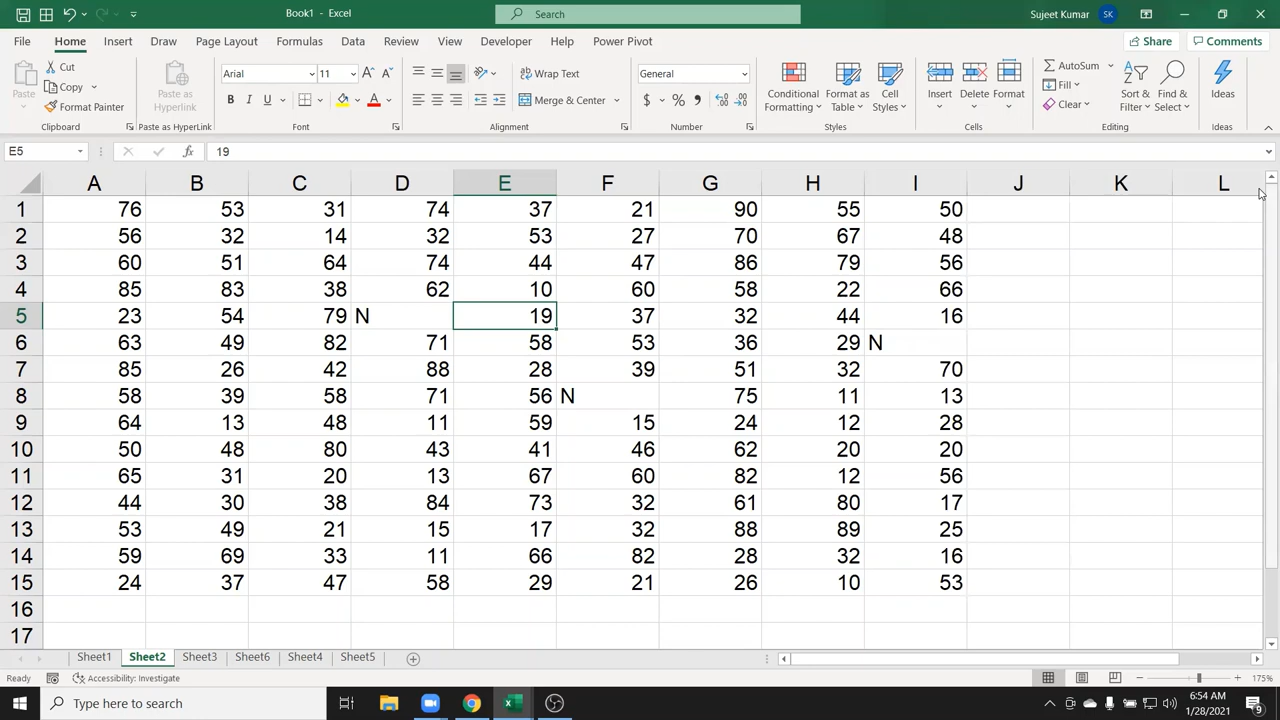 Book1 - Excel
Search
Sujeet Kumar SK
File Home Insert Draw Page Layout Formulas Data Review View Developer Help Power Pivot Share Comments
Paste Cut Copy Format Painter Clipboard
Paste as Hyperlink Paste as HyperLink
Arial 11 A A B I U A Font
Wrap Text Merge & Center Alignment
General $ % , Number
Conditional Formatting Format as Table Cell Styles Styles
Insert Delete Format Cells
AutoSum Fill Clear Sort & Filter Find & Select Editing
Ideas Ideas
E5 fx 19
A B C D E F G H I J K L
1 76 53 31 74 37 21 90 55 50
2 56 32 14 32 53 27 70 67 48
3 60 51 64 74 44 47 86 79 56
4 85 83 38 62 10 60 58 22 66
5 23 54 79 N 19 37 32 44 16
6 63 49 82 71 58 53 36 29 N
7 85 26 42 88 28 39 51 32 70
8 58 39 58 71 56 N 75 11 13
9 64 13 48 11 59 15 24 12 28
10 50 48 80 43 41 46 62 20 20
11 65 31 20 13 67 60 82 12 56
12 44 30 38 84 73 32 61 80 17
13 53 49 21 15 17 32 88 89 25
14 59 69 33 11 66 82 28 32 16
15 24 37 47 58 29 21 26 10 53
16
17
Sheet1 Sheet2 Sheet3 Sheet6 Sheet4 Sheet5
Ready Accessibility: Investigate 175%
Type here to search
6:54 AM
1/28/2021